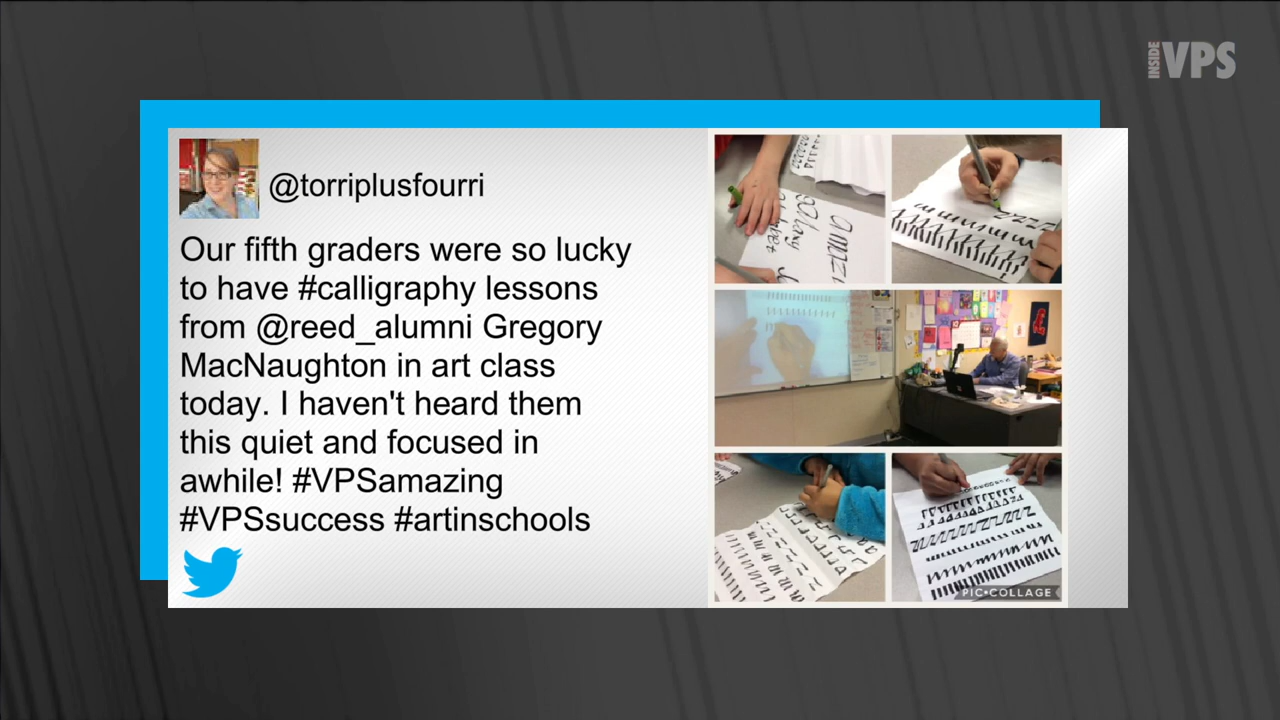 INSIDE VPS
@torriplusfourri
Our fifth graders were so lucky
to have #calligraphy lessons
from @reed_alumni Gregory
MacNaughton in art class
today. I haven't heard them
this quiet and focused in
awhile! #VPSamazing
#VPSsuccess #artinschools
PIC•COLLAGE